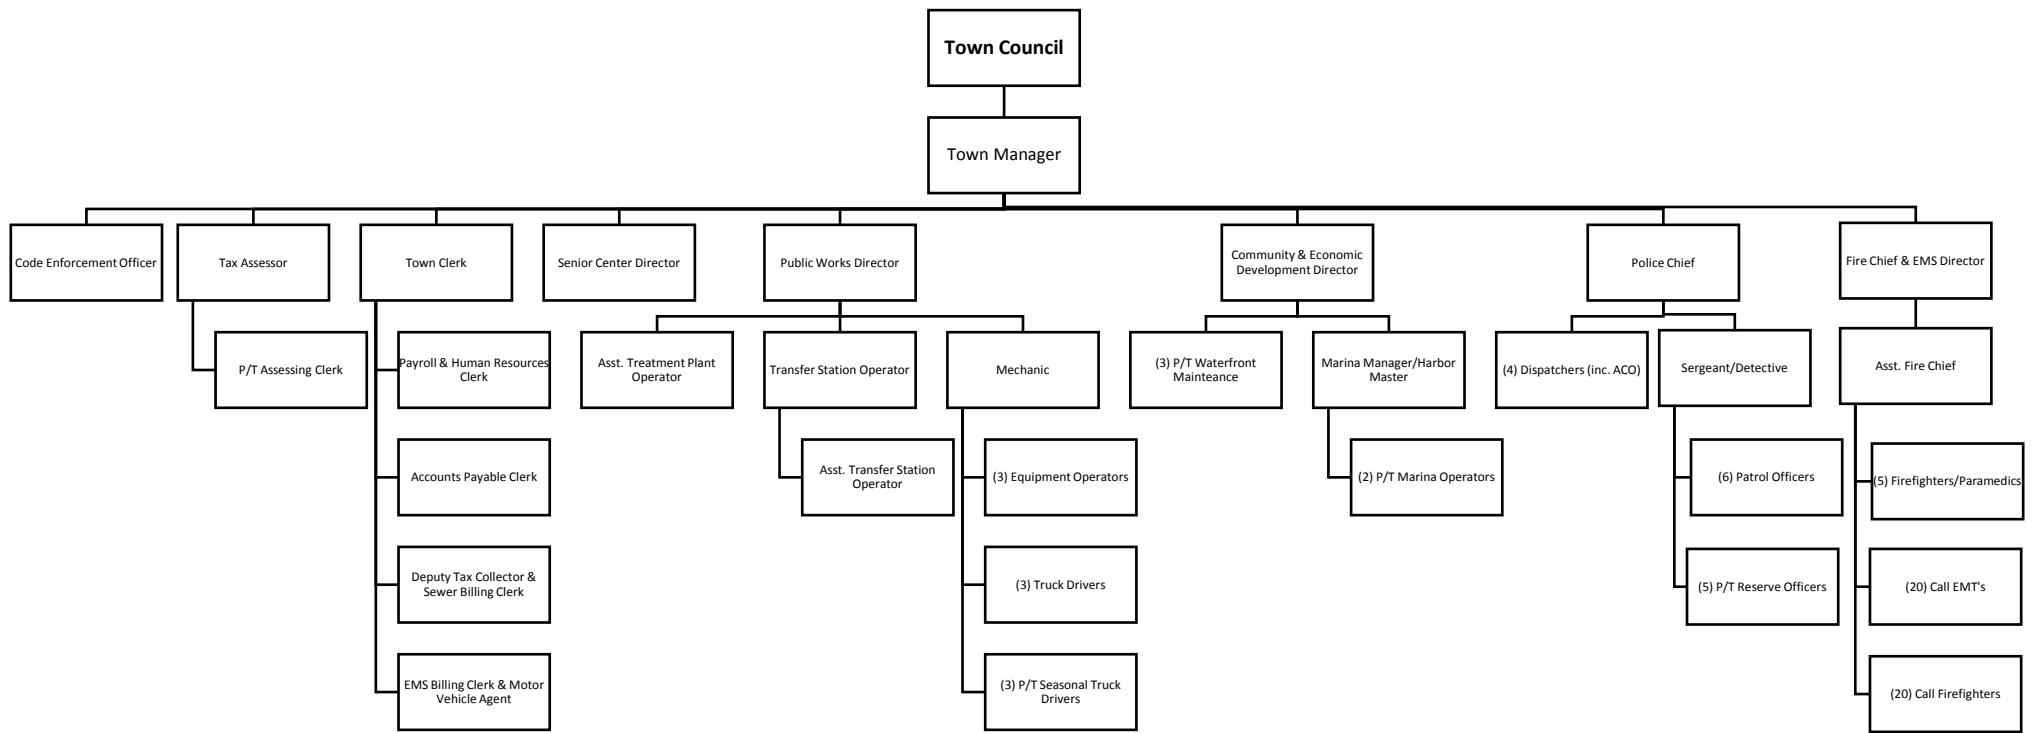 Town Council
Town Manager
Code Enforcement Officer
Tax Assessor
Town Clerk
Senior Center Director
Public Works Director
Community & Economic
Development Director
Police Chief
Fire Chief & EMS Director
P/T Assessing Clerk
Payroll & Human Resources
Clerk
Asst. Treatment Plant
Operator
Transfer Station Operator
Mechanic
(3) P/T Waterfront
Mainteance
Marina Manager/Harbor
Master
(4) Dispatchers (inc. ACO)
Sergeant/Detective
Asst. Fire Chief
Accounts Payable Clerk
Asst. Transfer Station
Operator
(3) Equipment Operators
(2) P/T Marina Operators
(6) Patrol Officers
(5) Firefighters/Paramedics
Deputy Tax Collector &
Sewer Billing Clerk
(3) Truck Drivers
(5) P/T Reserve Officers
(20) Call EMT's
EMS Billing Clerk & Motor
Vehicle Agent
(3) P/T Seasonal Truck
Drivers
(20) Call Firefighters